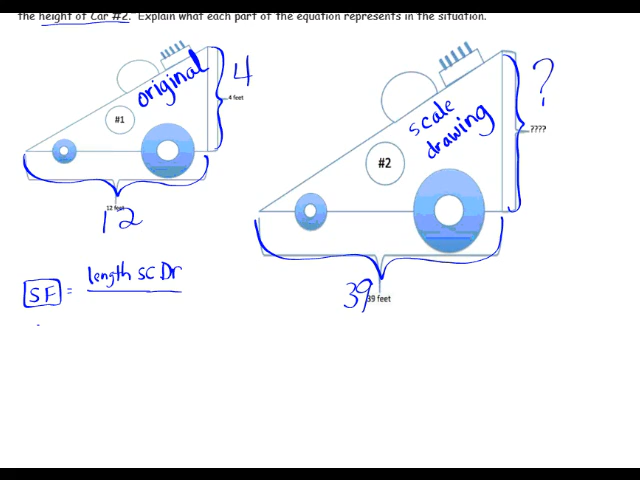 the height of Car #2. Explain what each part of the equation represents in the situation.
original
4
4 feet
#1
12 feet
12
scale
drawing
?
????
#2
39
39 feet
length SC Dr
SF =